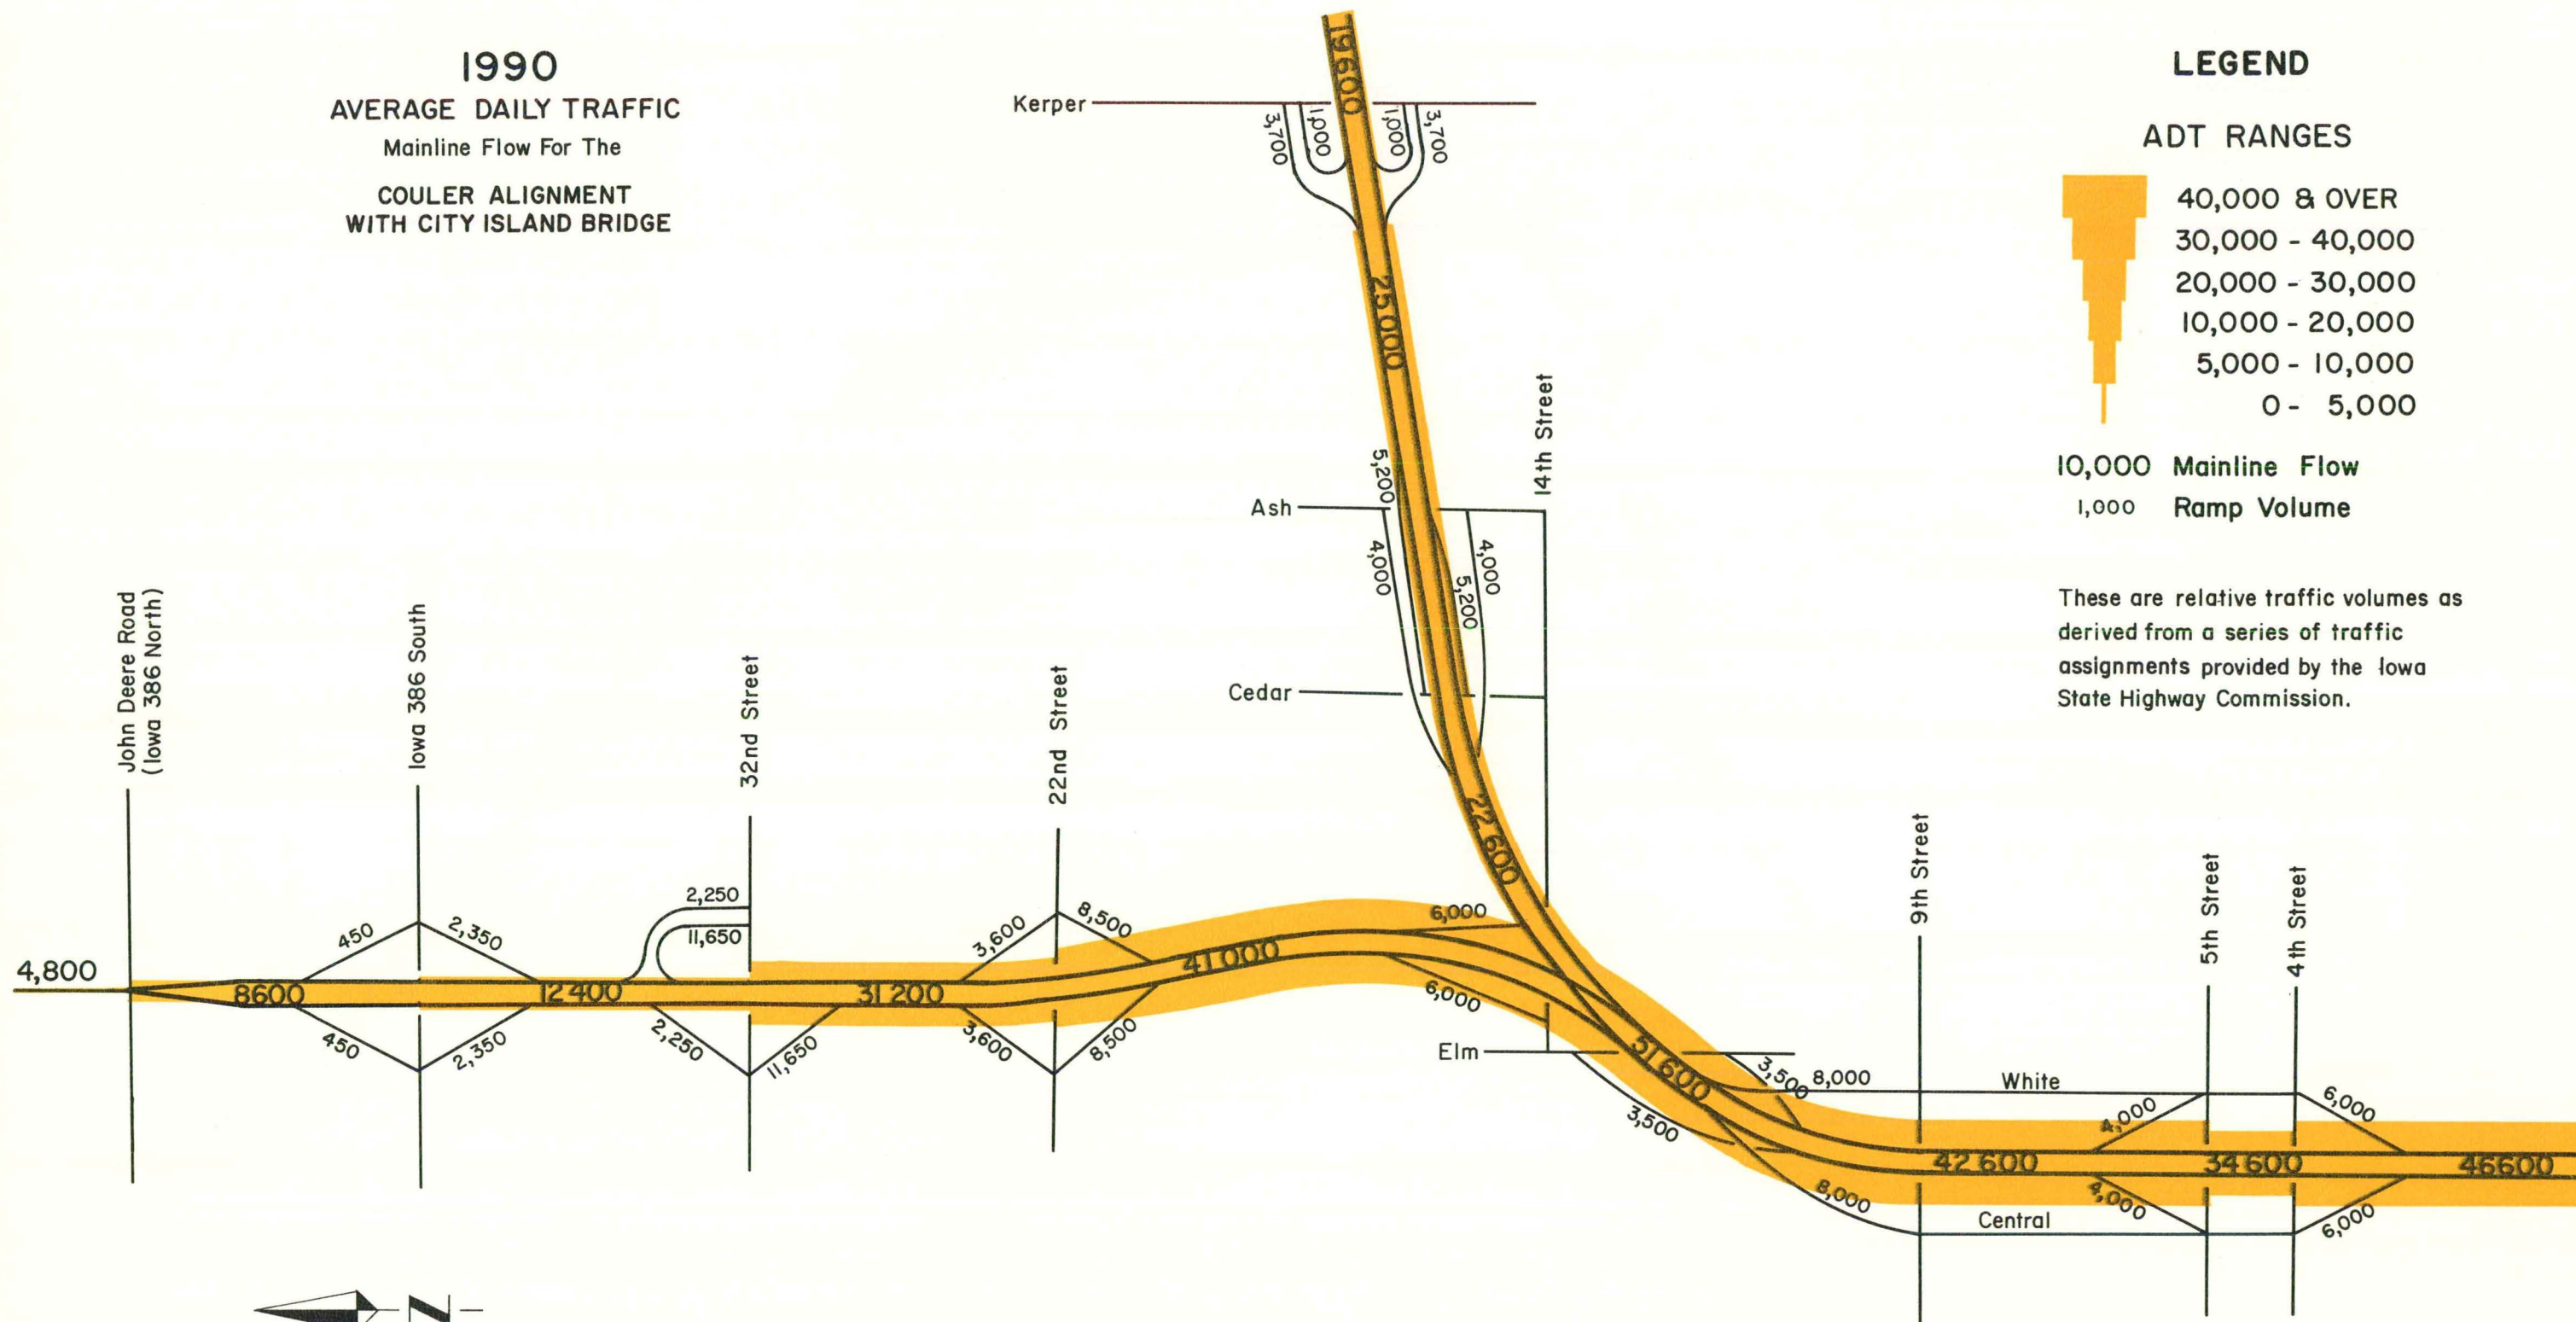 1990
AVERAGE DAILY TRAFFIC
Mainline Flow For The
COULER ALIGNMENT
WITH CITY ISLAND BRIDGE
LEGEND
ADT RANGES
40,000 & OVER
30,000 - 40,000
20,000 - 30,000
10,000 - 20,000
5,000 - 10,000
0 - 5,000
10,000 Mainline Flow
1,000 Ramp Volume
These are relative traffic volumes as
derived from a series of traffic
assignments provided by the Iowa
State Highway Commission.
19600
Kerper
3,700
1,000
1,000
3,700
25000
14th Street
5,200
Ash
4,000
4,000
5,200
Cedar
22600
John Deere Road
(Iowa 386 North)
Iowa 386 South
32nd Street
22nd Street
9th Street
5th Street
4th Street
4,800
450
2,350
2,250
11,650
3,600
8,500
6,000
8600
12400
31200
41000
450
2,350
2,250
11,650
3,600
8,500
6,000
Elm
51600
3,500
8,000
White
4,000
6,000
3,500
42600
34600
46600
8,000
Central
4,000
6,000
N